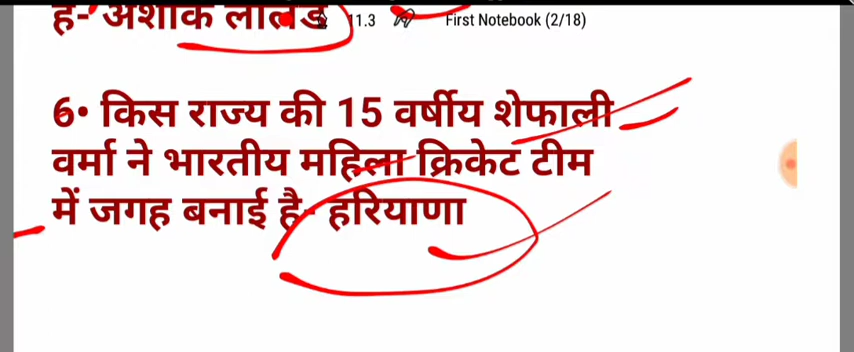 है- अशोक लीलैंड 11.3 First Notebook (2/18)
6• किस राज्य की 15 वर्षीय शेफाली
वर्मा ने भारतीय महिला क्रिकेट टीम
में जगह बनाई है- हरियाणा